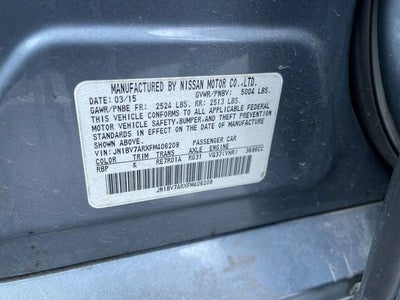 MANUFACTURED BY NISSAN MOTOR CO.,LTD.
DATE: 03/15 GVWR/PNBV: 5004 LBS.
GAWR/PNBE FR: 2524 LBS. RR: 2513 LBS.
THIS VEHICLE CONFORMS TO ALL APPLICABLE FEDERAL
MOTOR VEHICLE SAFETY, BUMPER, AND THEFT PREVENTION
STANDARDS IN EFFECT ON THE DATE OF MANUFACTURE
SHOWN ABOVE.
VIN: JN1BV7ARXFM406209 PASSENGER CAR
COLOR TRIM TRANS AXLE ENGINE
RBP K RE7R01A RG31 VQ37(VHR) 3696CC
JN1BV7ARXFM406209